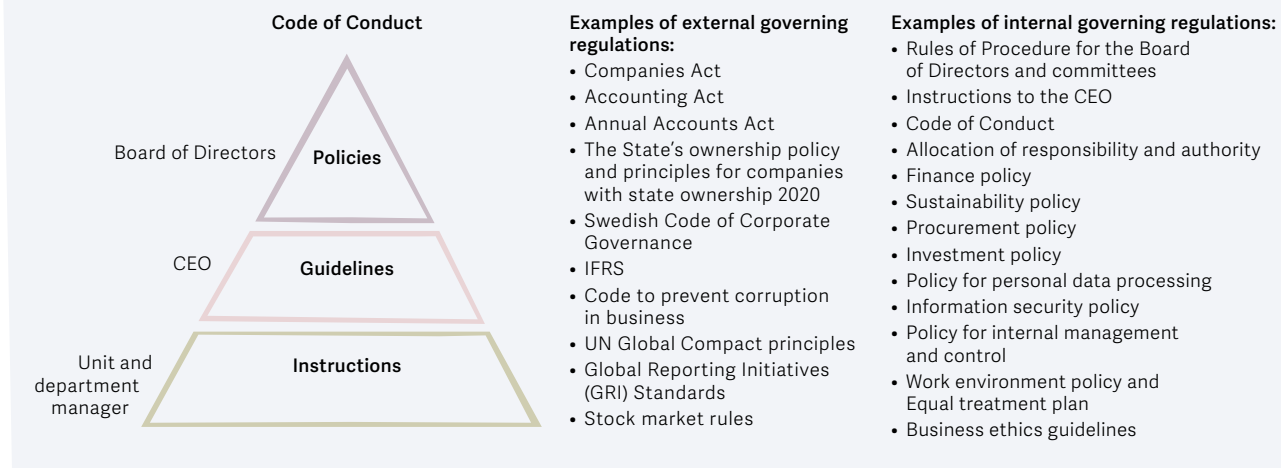 Code of Conduct
Board of Directors
Policies
CEO
Guidelines
Unit and
department
manager
Instructions
Examples of external governing
regulations:
• Companies Act
• Accounting Act
• Annual Accounts Act
• The State’s ownership policy
and principles for companies
with state ownership 2020
• Swedish Code of Corporate
Governance
• IFRS
• Code to prevent corruption
in business
• UN Global Compact principles
• Global Reporting Initiatives
(GRI) Standards
• Stock market rules
Examples of internal governing regulations:
• Rules of Procedure for the Board
of Directors and committees
• Instructions to the CEO
• Code of Conduct
• Allocation of responsibility and authority
• Finance policy
• Sustainability policy
• Procurement policy
• Investment policy
• Policy for personal data processing
• Information security policy
• Policy for internal management
and control
• Work environment policy and
Equal treatment plan
• Business ethics guidelines